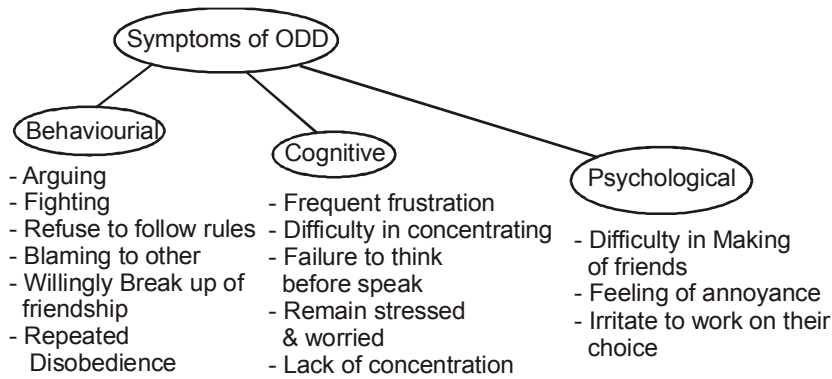 Symptoms of ODD
Behaviourial
- Arguing
- Fighting
- Refuse to follow rules
- Blaming to other
- Willingly Break up of
friendship
- Repeated
Disobedience
Cognitive
- Frequent frustration
- Difficulty in concentrating
- Failure to think
before speak
- Remain stressed
& worried
- Lack of concentration
Psychological
- Difficulty in Making
of friends
- Feeling of annoyance
- Irritate to work on their
choice